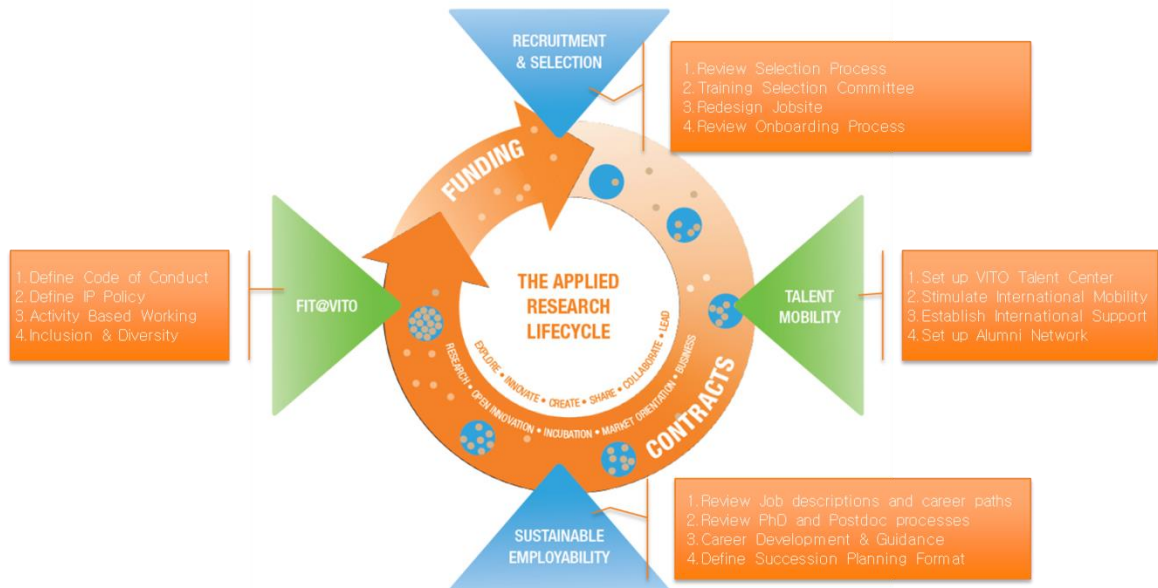 RECRUITMENT
& SELECTION
1.Review Selection Process
2.Training Selection Committee
3.Redesign Jobsite
4.Review Onboarding Process
FUNDING
1.Define Code of Conduct
2.Define IP Policy
3.Activity Based Working
4.Inclusion & Diversity
FIT@VITO
THE APPLIED
RESEARCH
LIFECYCLE
TALENT
MOBILITY
1.Set up VITO Talent Center
2.Stimulate International Mobility
3.Establish International Support
4.Set up Alumni Network
EXPLORE • INNOVATE • CREATE • SHARE • COLLABORATE • LEAD
RESEARCH • OPEN INNOVATION • INCUBATION • MARKET ORIENTATION • BUSINESS
CONTRACTS
SUSTAINABLE
EMPLOYABILITY
1.Review Job descriptions and career paths
2.Review PhD and Postdoc processes
3.Career Development & Guidance
4.Define Succession Planning Format